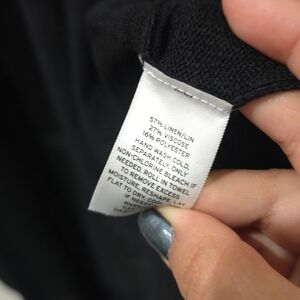 57% LINEN/LIN
27% VISCOSE
16% POLYESTER
HAND WASH COLD,
SEPARATELY, ONLY
NON-CHLORINE BLEACH IF
NEEDED, ROLL IN TOWEL
TO REMOVE EXCESS
MOISTURE, RESHAPE, LAY
FLAT TO DRY, COOL